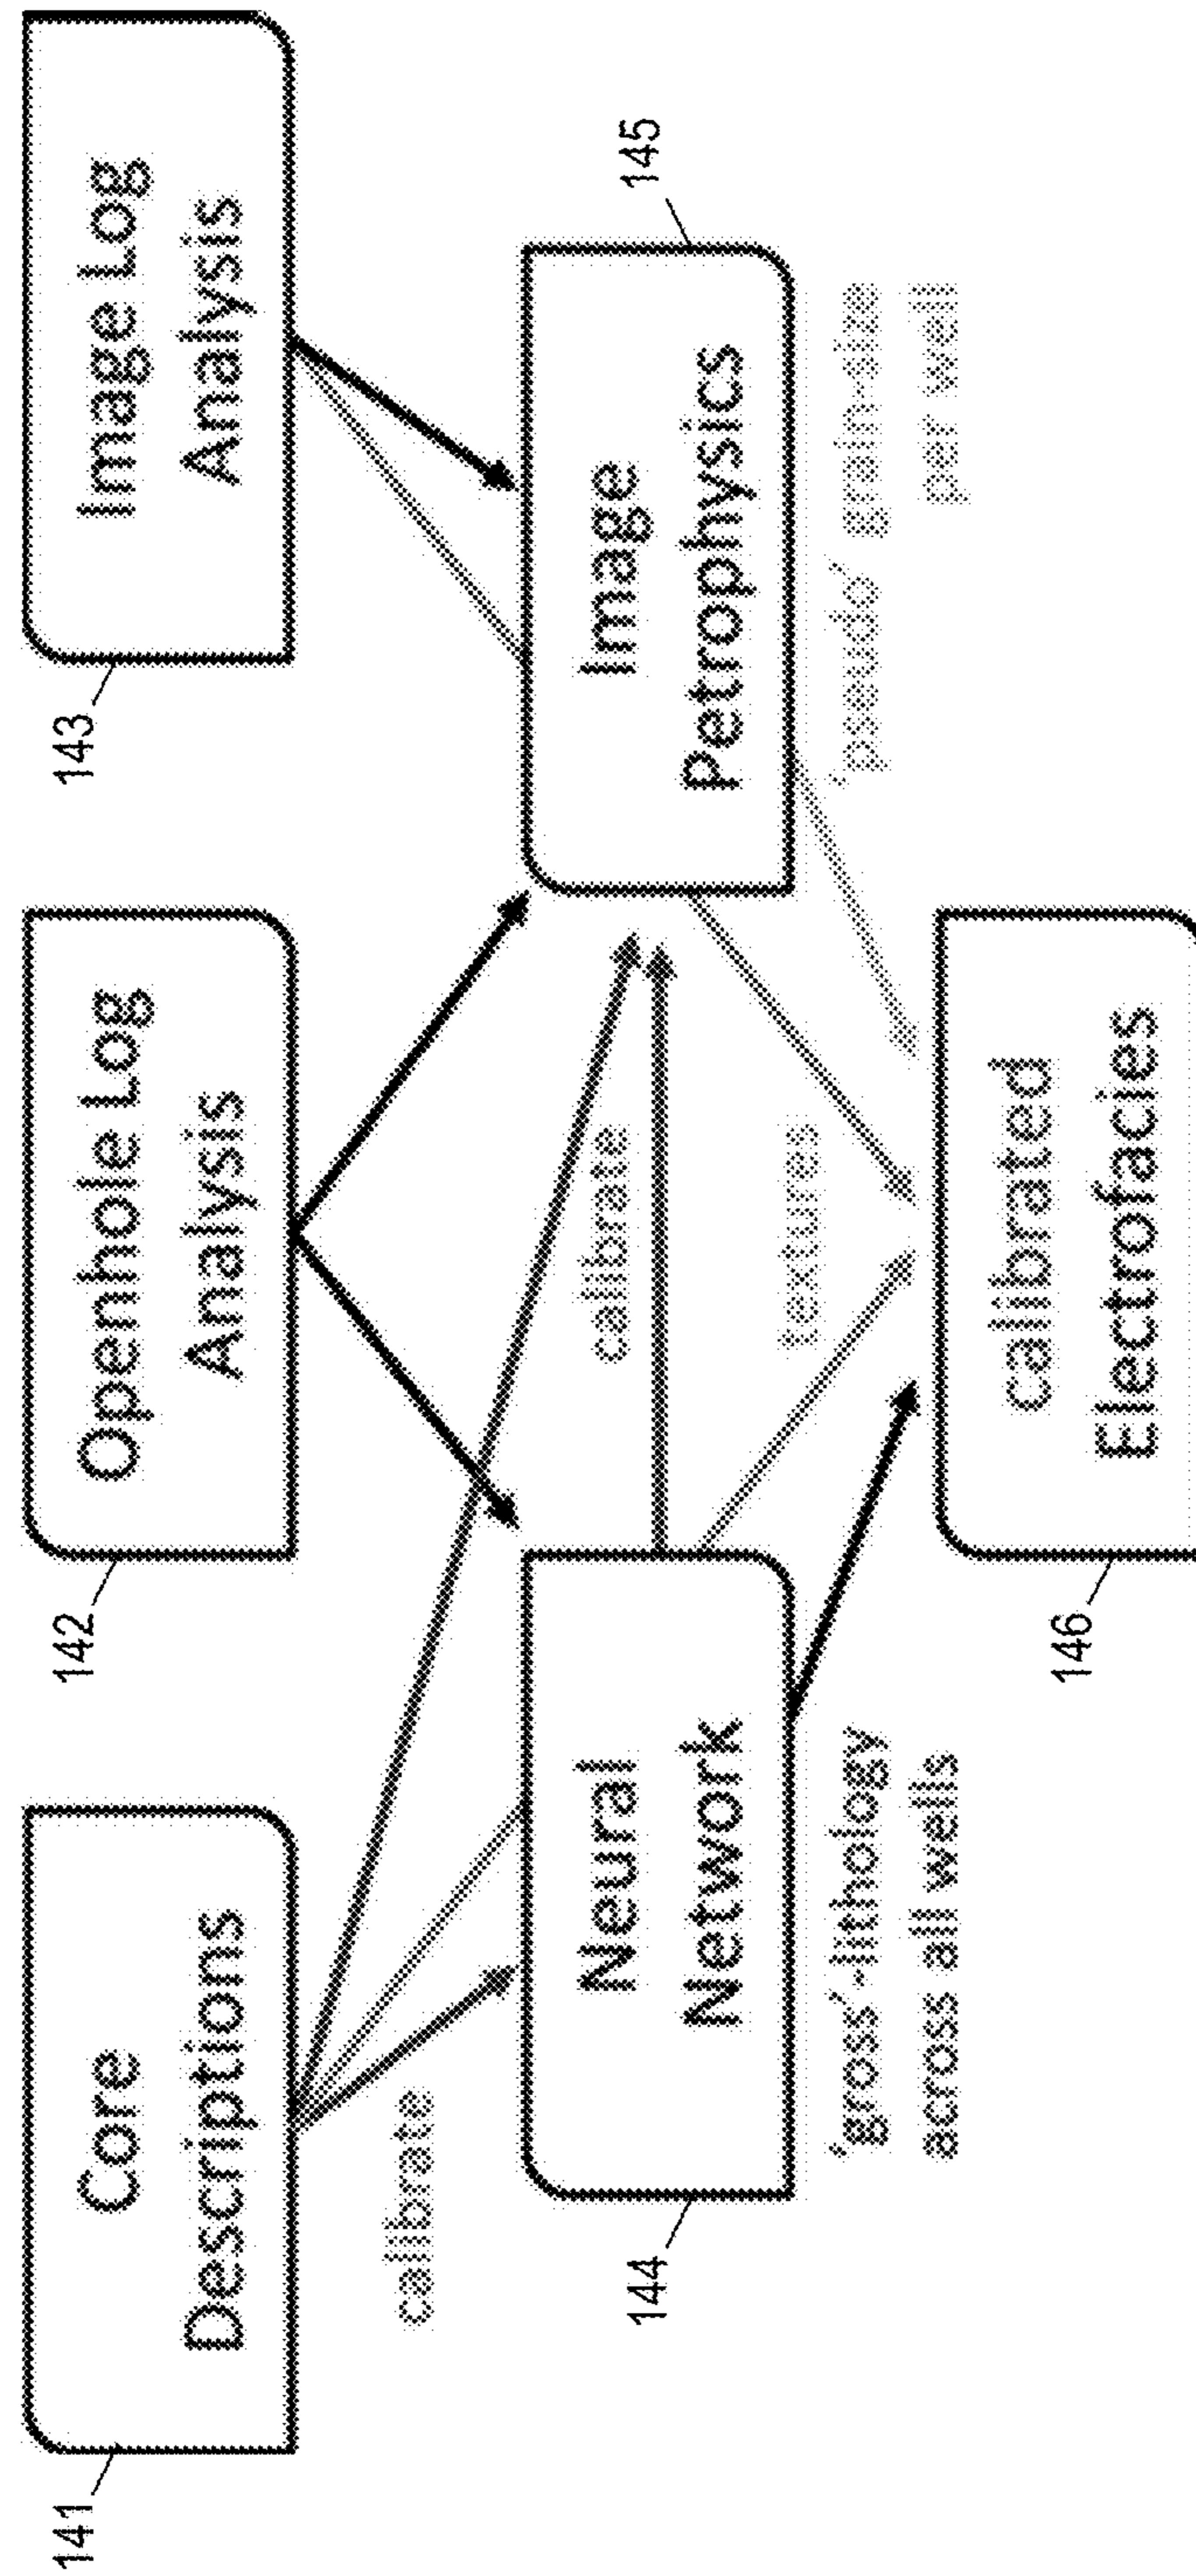 141
Core
Descriptions
142
Openhole Log
Analysis
143
Image Log
Analysis
calibrate
144
Neural
Network
calibrate
145
Image
Petrophysics
textures
'gross'-lithology
across all wells
'pseudo' grain-size
per well
146
calibrated
Electrofacies